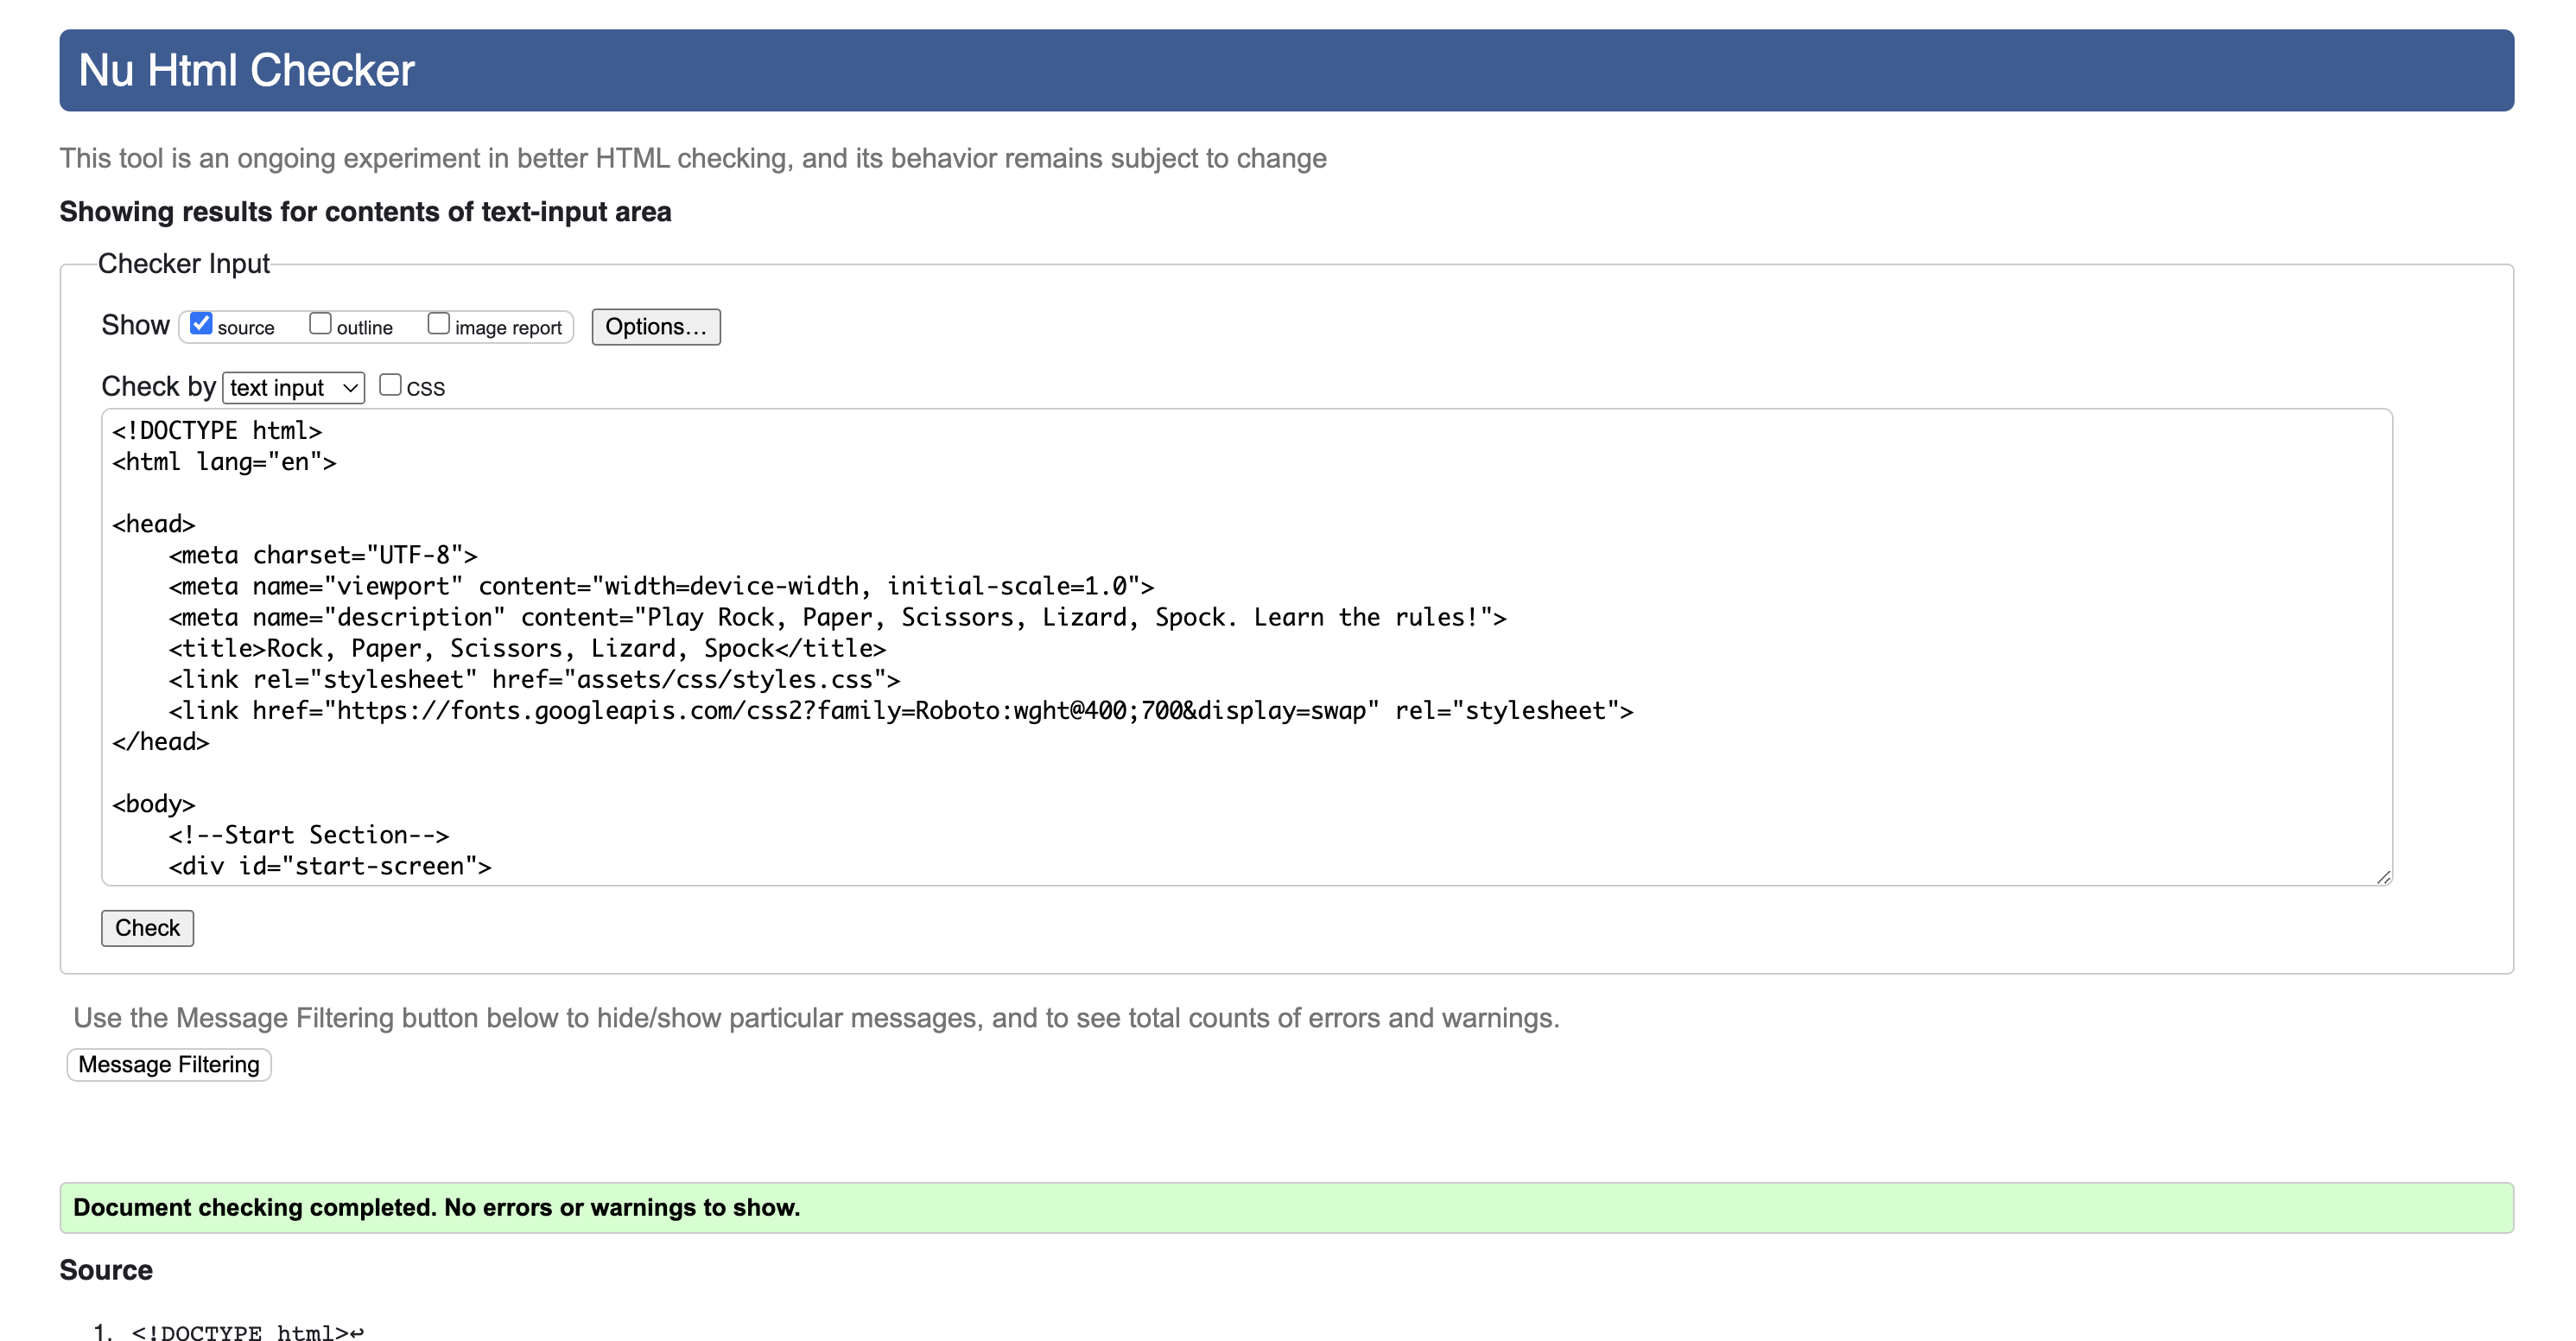 Nu Html Checker
This tool is an ongoing experiment in better HTML checking, and its behavior remains subject to change
Showing results for contents of text-input area
Checker Input
Show source outline image report Options...
Check by text input CSS
<!DOCTYPE html>
<html lang="en">
<head>
    <meta charset="UTF-8">
    <meta name="viewport" content="width=device-width, initial-scale=1.0">
    <meta name="description" content="Play Rock, Paper, Scissors, Lizard, Spock. Learn the rules!">
    <title>Rock, Paper, Scissors, Lizard, Spock</title>
    <link rel="stylesheet" href="assets/css/styles.css">
    <link href="https://fonts.googleapis.com/css2?family=Roboto:wght@400;700&display=swap" rel="stylesheet">
</head>
<body>
    <!--Start Section-->
    <div id="start-screen">
Check
Use the Message Filtering button below to hide/show particular messages, and to see total counts of errors and warnings.
Message Filtering
Document checking completed. No errors or warnings to show.
Source
1. <!DOCTYPE html>↩